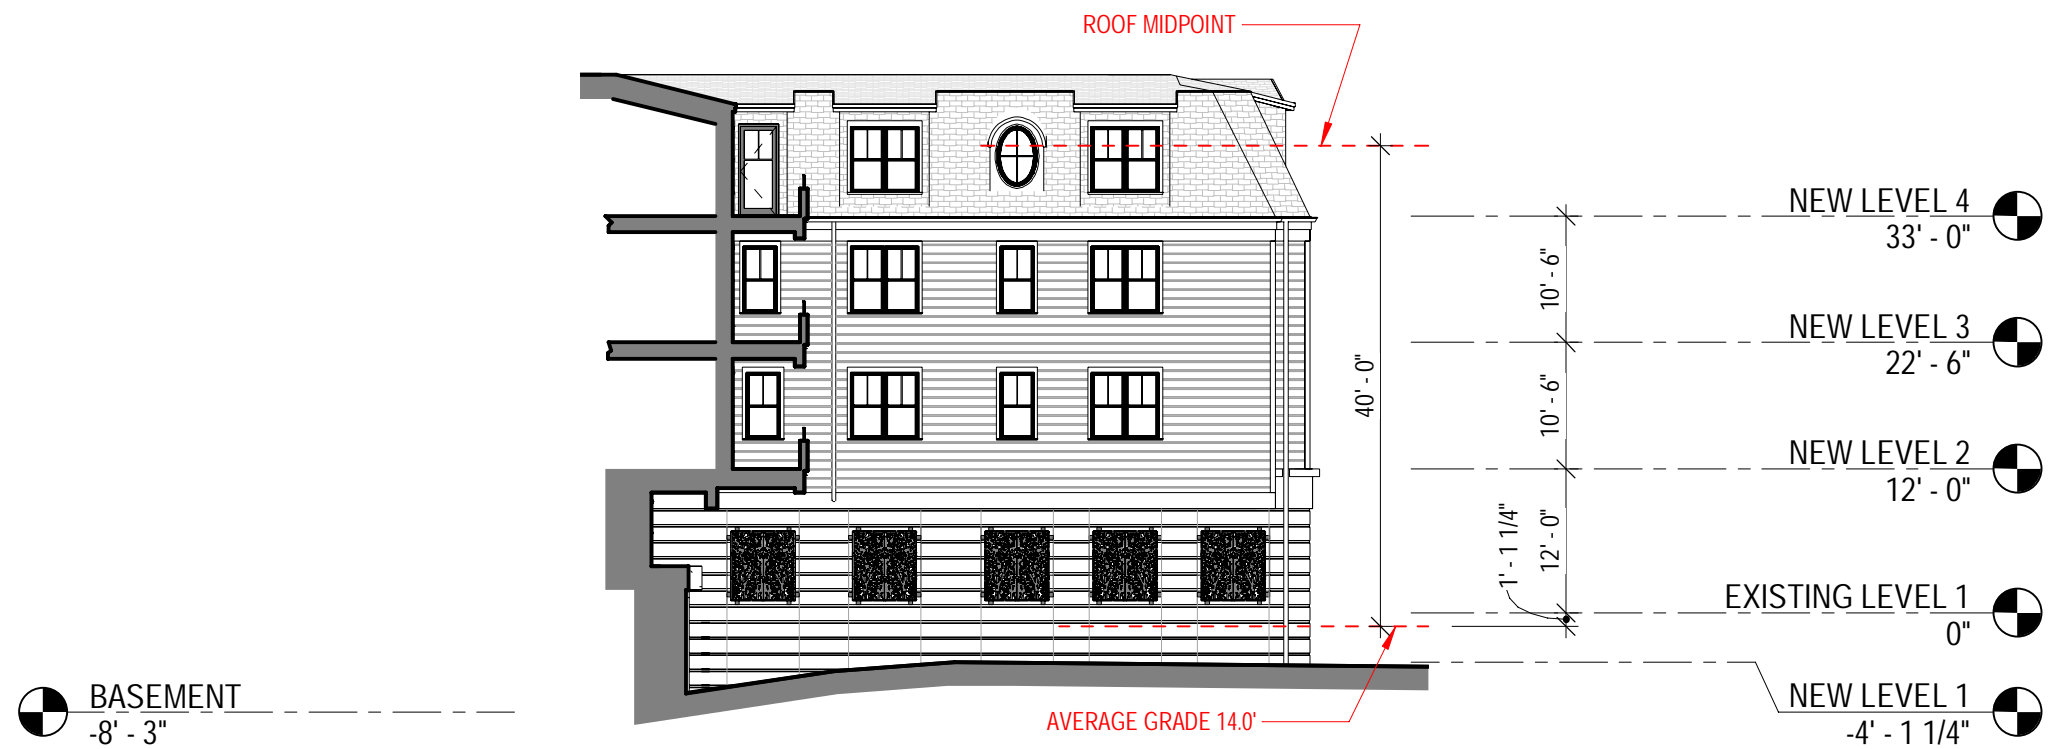 ROOF MIDPOINT
NEW LEVEL 4
33' - 0"
10' - 6"
NEW LEVEL 3
22' - 6"
40' - 0"
10' - 6"
NEW LEVEL 2
12' - 0"
1' - 1 1/4"
12' - 0"
EXISTING LEVEL 1
0"
BASEMENT
-8' - 3"
AVERAGE GRADE 14.0'
NEW LEVEL 1
-4' - 1 1/4"